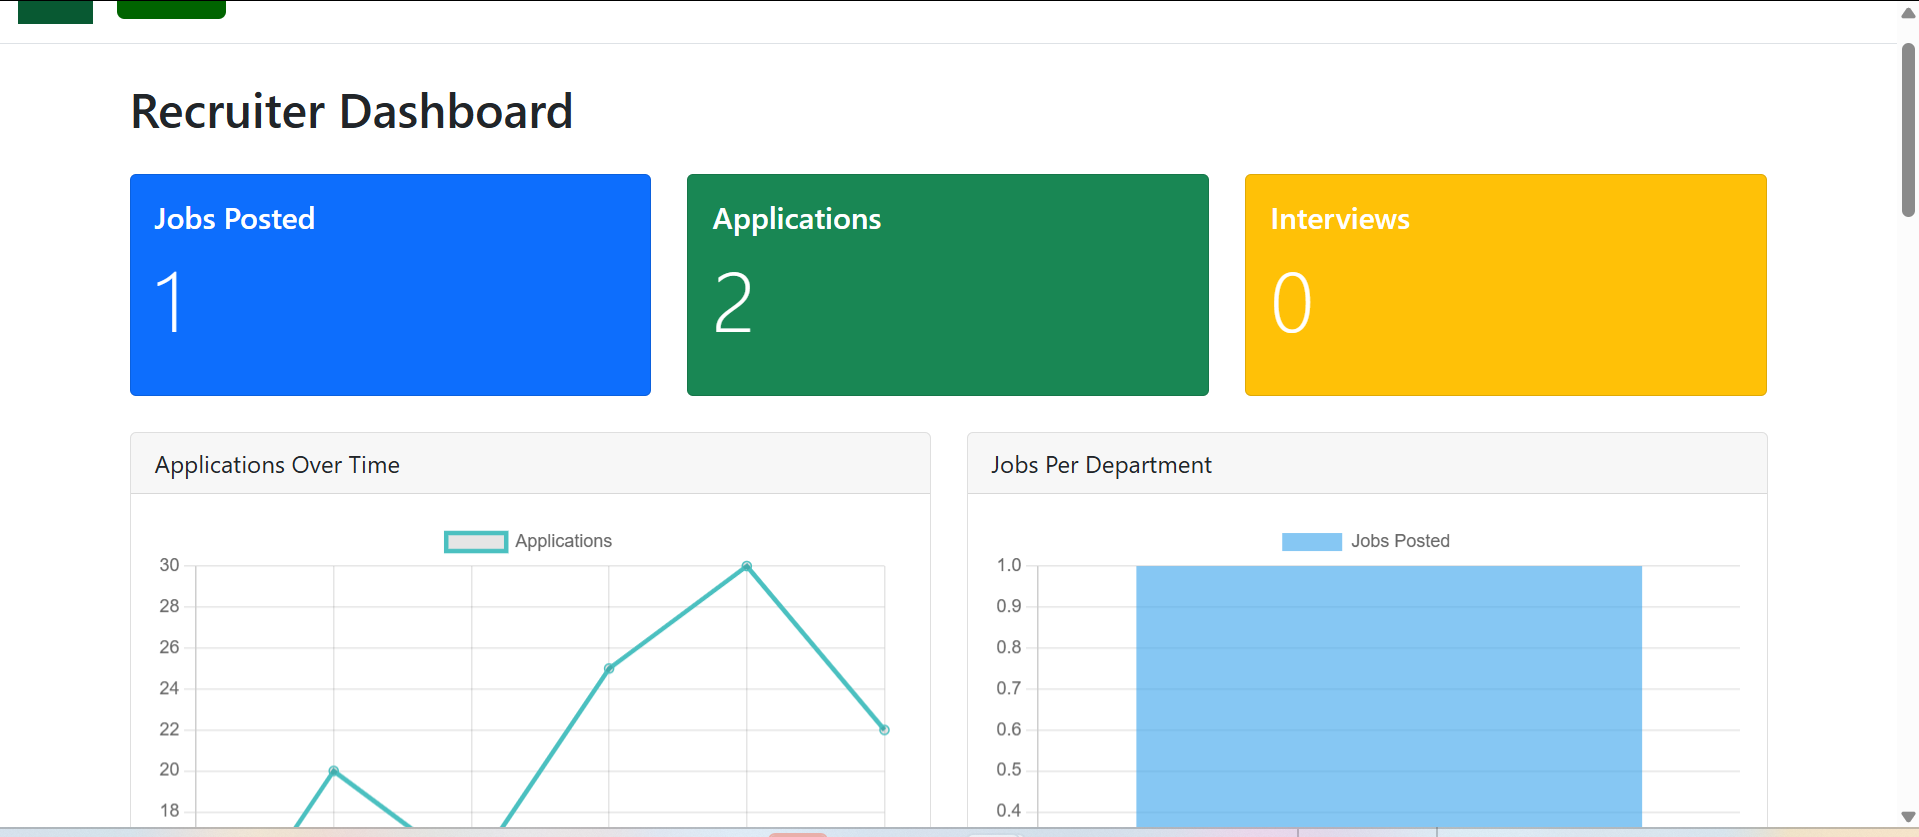 Recruiter Dashboard
Jobs Posted
1
Applications
2
Interviews
0
Applications Over Time
Applications
30
28
26
24
22
20
18
Jobs Per Department
Jobs Posted
1.0
0.9
0.8
0.7
0.6
0.5
0.4